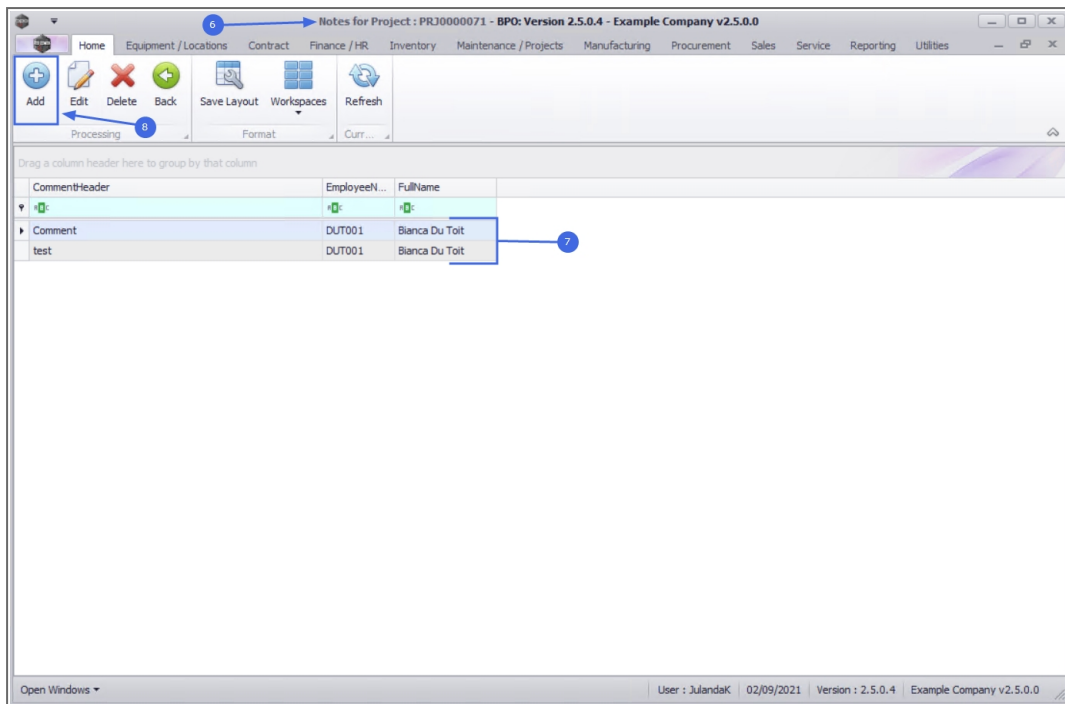 6
Notes for Project : PRJ0000071 - BPO: Version 2.5.0.4 - Example Company v2.5.0.0
Home Equipment / Locations Contract Finance / HR Inventory Maintenance / Projects Manufacturing Procurement Sales Service Reporting Utilities
Add Edit Delete Back Save Layout Workspaces Refresh
8
Processing Format Curr...
Drag a column header here to group by that column
CommentHeader EmployeeN... FullName
Comment DUT001 Bianca Du Toit
7
test DUT001 Bianca Du Toit
Open Windows User : JulandaK 02/09/2021 Version : 2.5.0.4 Example Company v2.5.0.0